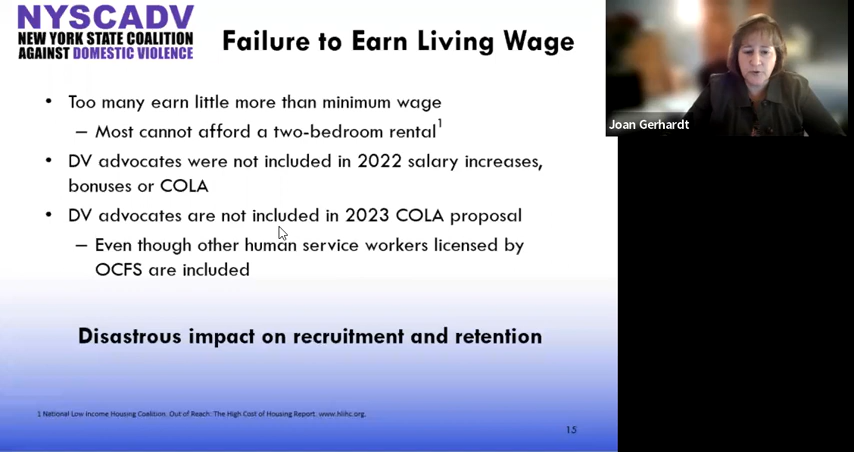 NYSCADV
NEW YORK STATE COALITION
AGAINST DOMESTIC VIOLENCE
Failure to Earn Living Wage
• Too many earn little more than minimum wage
– Most cannot afford a two-bedroom rental1
• DV advocates were not included in 2022 salary increases,
bonuses or COLA
• DV advocates are not included in 2023 COLA proposal
– Even though other human service workers licensed by
OCFS are included
Disastrous impact on recruitment and retention
1 National Low Income Housing Coalition. Out of Reach: The High Cost of Housing Report. www.hlihc.org.
15
Joan Gerhardt